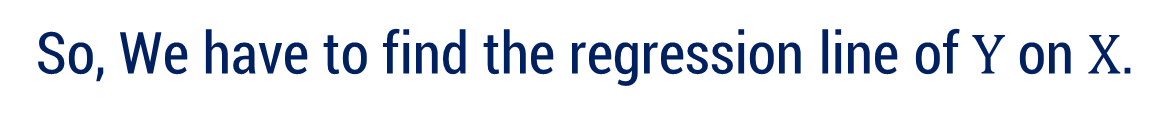 So, We have to find the regression line of Y on X.